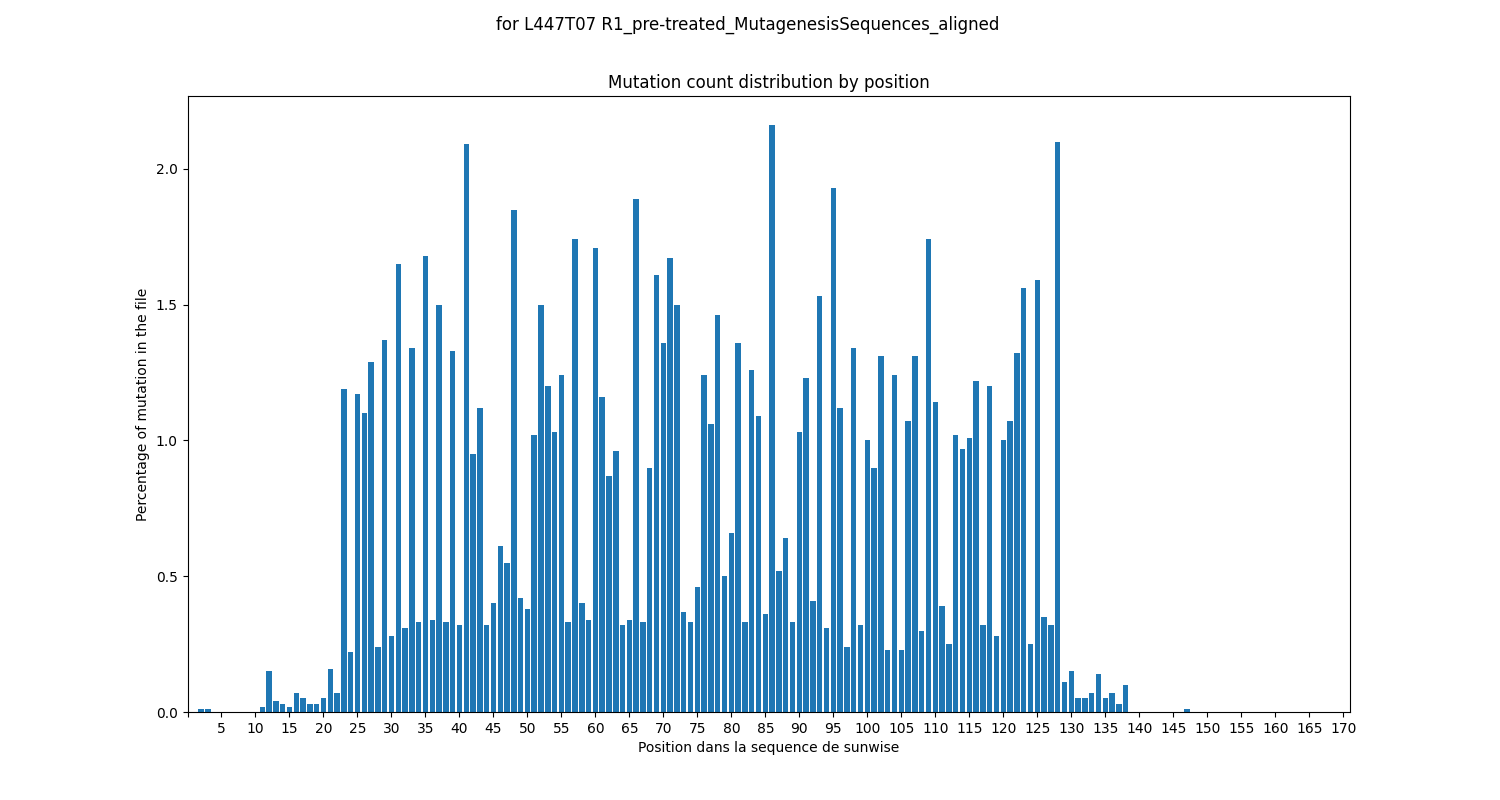 for L447T07 R1_pre-treated_MutagenesisSequences_aligned
Mutation count distribution by position
2.0
1.5
1.0
0.5
0.0
Percentage of mutation in the file
5 10 15 20 25 30 35 40 45 50 55 60 65 70 75 80 85 90 95 100 105 110 115 120 125 130 135 140 145 150 155 160 165 170
Position dans la sequence de sunwise